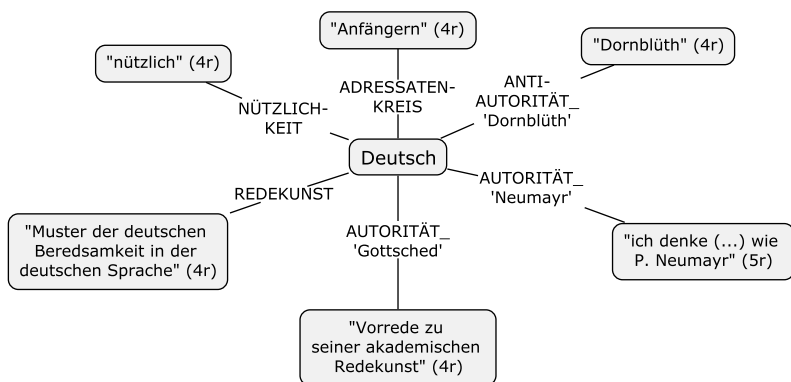 "Anfängern" (4r)
"nützlich" (4r)
"Dornblüth" (4r)
ADRESSATEN-
KREIS
ANTI-
AUTORITÄT_
'Dornblüth'
NÜTZLICH-
KEIT
Deutsch
REDEKUNST
AUTORITÄT_
'Neumayr'
"Muster der deutschen
Beredsamkeit in der
deutschen Sprache" (4r)
AUTORITÄT_
'Gottsched'
"ich denke (...) wie
P. Neumayr" (5r)
"Vorrede zu
seiner akademischen
Redekunst" (4r)